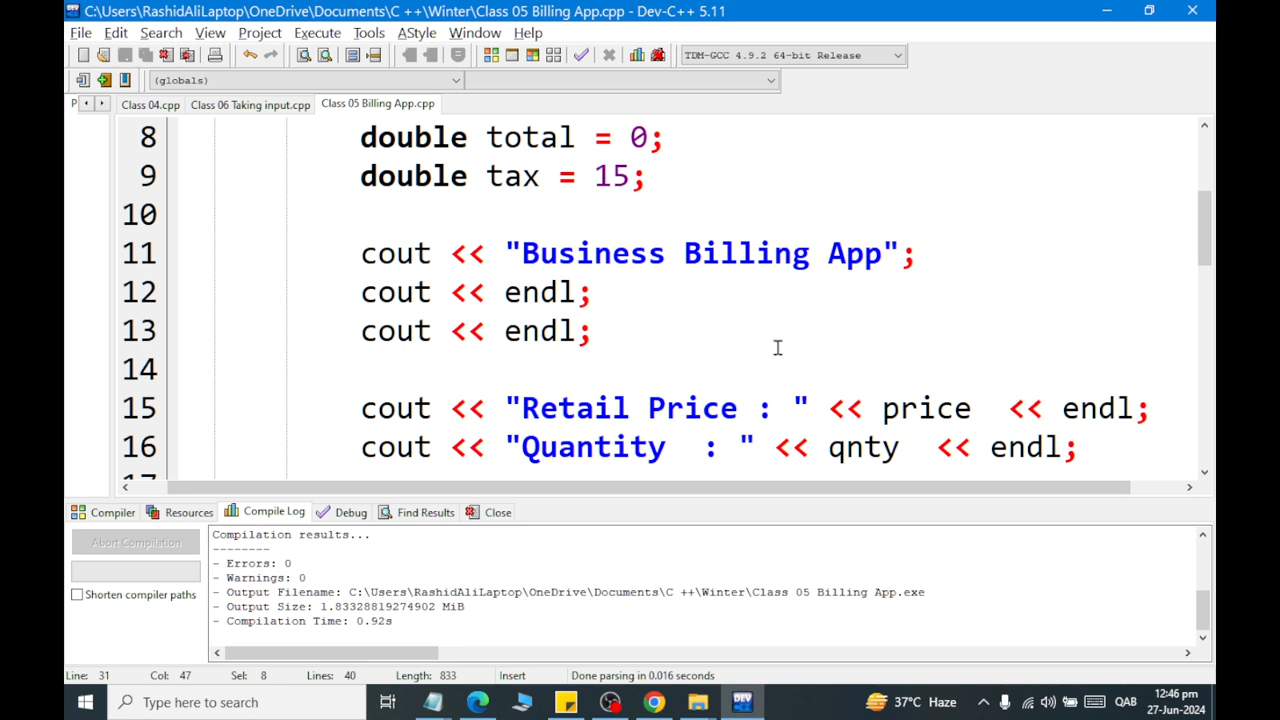 C:\Users\RashidAliLaptop\OneDrive\Documents\C ++\Winter\Class 05 Billing App.cpp - Dev-C++ 5.11
File Edit Search View Project Execute Tools AStyle Window Help
TDM-GCC 4.9.2 64-bit Release
(globals)
P Class 04.cpp Class 06 Taking input.cpp Class 05 Billing App.cpp
8 double total = 0;
9 double tax = 15;
10
11 cout << "Business Billing App";
12 cout << endl;
13 cout << endl;
14
15 cout << "Retail Price : " << price << endl;
16 cout << "Quantity : " << qnty << endl;
17
Compiler Resources Compile Log Debug Find Results Close
Abort Compilation
Shorten compiler paths
Compilation results...
--------
- Errors: 0
- Warnings: 0
- Output Filename: C:\Users\RashidAliLaptop\OneDrive\Documents\C ++\Winter\Class 05 Billing App.exe
- Output Size: 1.83328819274902 MiB
- Compilation Time: 0.92s
Line: 31 Col: 47 Sel: 8 Lines: 40 Length: 833 Insert Done parsing in 0.016 seconds
Type here to search
DEV
37°C Haze
QAB
12:46 pm
27-Jun-2024